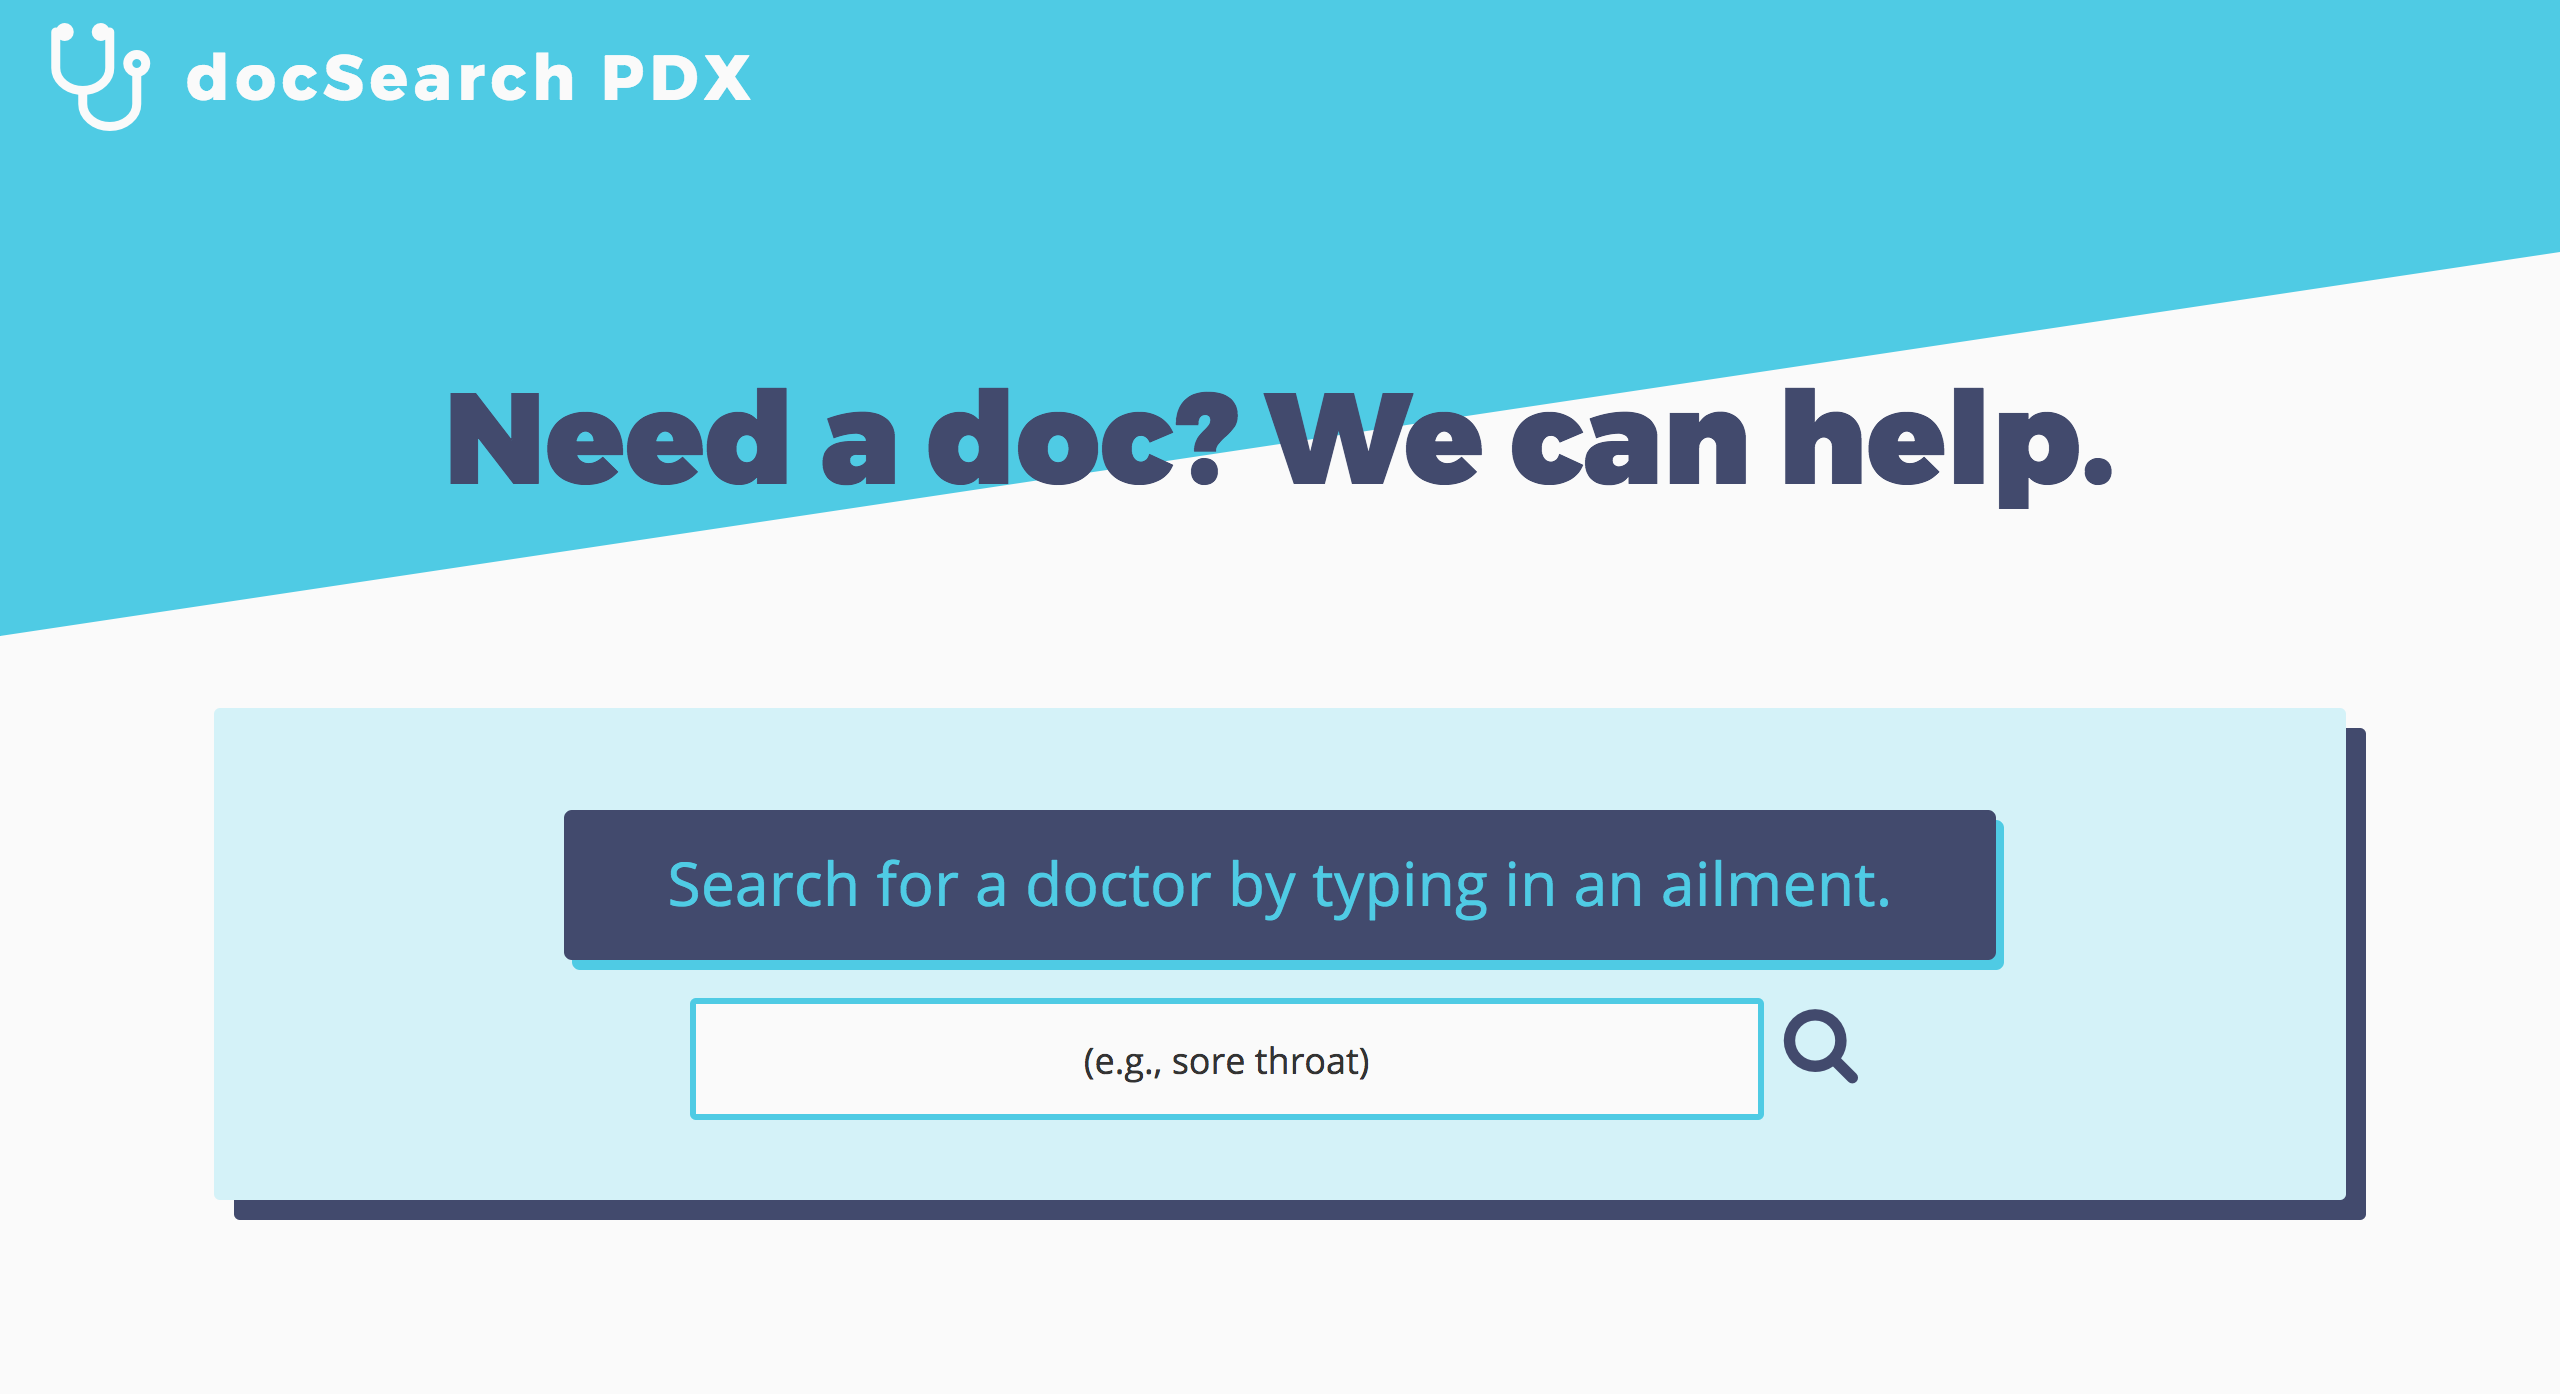 docSearch PDX
Need a doc? We can help.
Search for a doctor by typing in an ailment.
(e.g., sore throat)